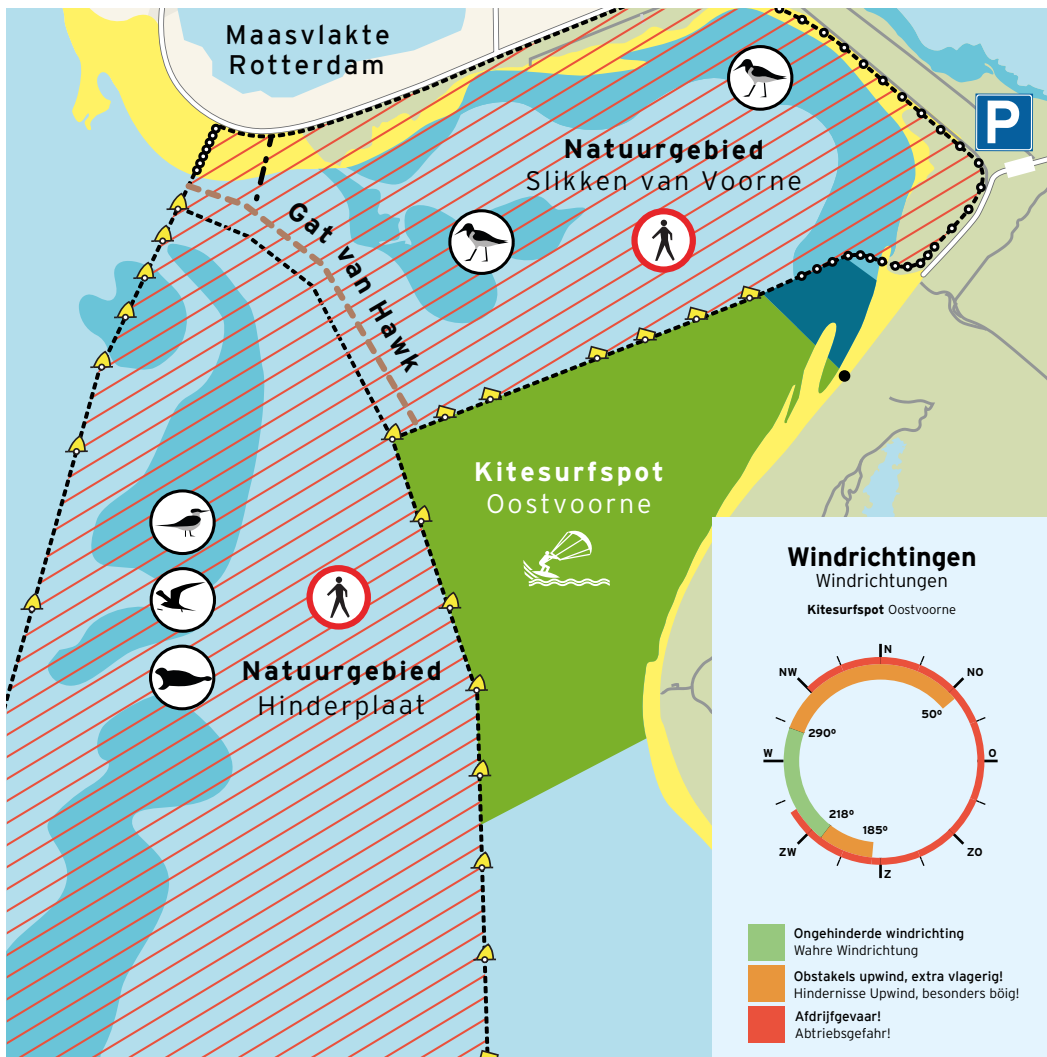 Maasvlakte
Rotterdam
P
Natuurgebied
Slikken van Voorne
Gat van Hawk
Kitesurfspot
Oostvoorne
Natuurgebied
Hinderplaat
Windrichtingen
Windrichtungen
Kitesurfspot Oostvoorne
N
NW
NO
50º
290º
W
O
218º
185º
ZW
ZO
Z
Ongehinderde windrichting
Wahre Windrichtung
Obstakels upwind, extra vlagerig!
Hindernisse Upwind, besonders böig!
Afdrijfgevaar!
Abtriebsgefahr!